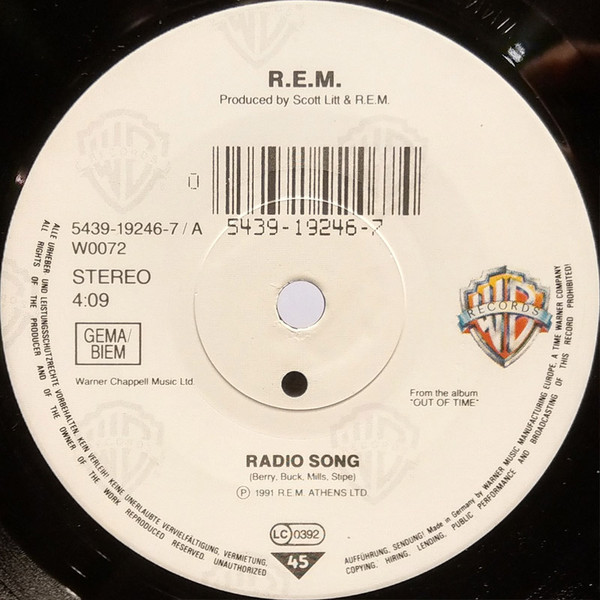 R.E.M.
Produced by Scott Litt & R.E.M.
0
5439-19246-7 / A
5439-19246-7
W0072
STEREO
4:09
GEMA/
BIEM
Warner Chappell Music Ltd.
WB
RECORDS
From the album
"OUT OF TIME"
RADIO SONG
(Berry, Buck, Mills, Stipe)
Ⓟ 1991 R.E.M. ATHENS LTD.
LC 0392
45
ALLE URHEBER UND LEISTUNGSSCHUTZRECHTE VORBEHALTEN. KEIN VERLEIH! KEINE UNERLAUBTE VERVIELFÄLTIGUNG, VERMIETUNG,
AUFFÜHRUNG, SENDUNG! Made in Germany by WARNER MUSIC MANUFACTURING EUROPE, A TIME WARNER COMPANY
ALL RIGHTS OF THE PRODUCER AND OF THE OWNER OF THE WORK REPRODUCED RESERVED. UNAUTHORIZED
COPYING, HIRING, LENDING, PUBLIC PERFORMANCE AND BROADCASTING OF THIS RECORD PROHIBITED!